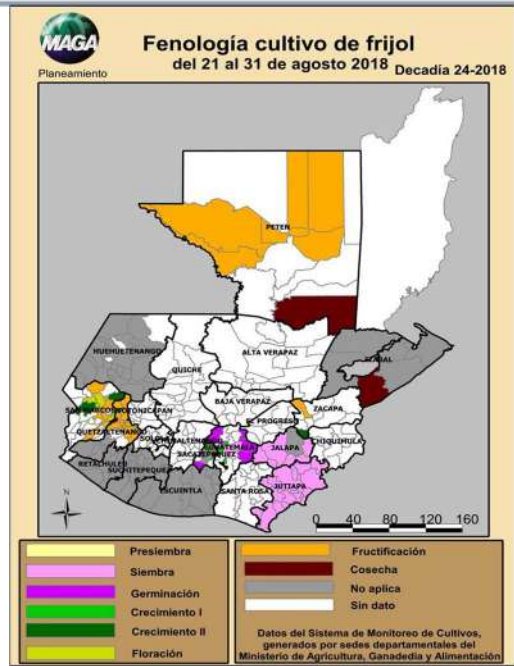 MAGA
Planeamiento
Fenología cultivo de frijol
del 21 al 31 de agosto 2018
Decadía 24-2018
PETEN
HUEHUETENANGO
QUICHE
ALTA VERAPAZ
IZABAL
BAJA VERAPAZ
ZACAPA
EL PROGRESO
QUETZALTENANGO
CHIQUIMULA
JALAPA
RETALHULEU
SUCHITEPEQUEZ
ESCUINTLA
SANTA ROSA
JUTIAPA
N
0 40 80 120 160
Presiembra
Siembra
Germinación
Crecimiento I
Crecimiento II
Floración
Fructificación
Cosecha
No aplica
Sin dato
Datos del Sistema de Monitoreo de Cultivos,
generados por sedes departamentales del
Ministerio de Agricultura, Ganadedia y Alimentación